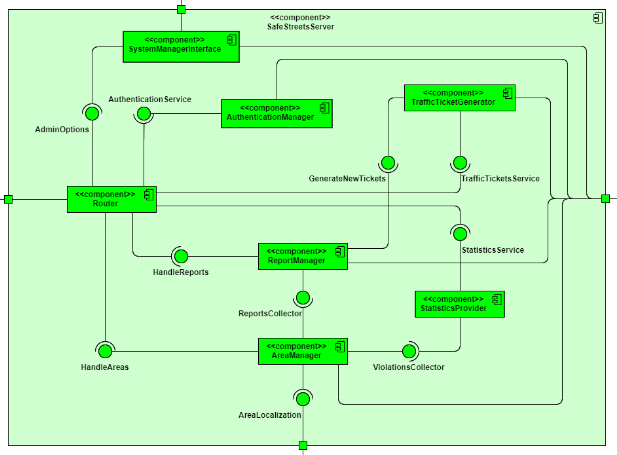 <<component>>
SafeStreetsServer
<<component>>
SystemManagerInterface
AuthenticationService
<<component>>
TrafficTicketGenerator
<<component>>
AuthenticationManager
AdminOptions
GenerateNewTickets
TrafficTicketsService
<<component>>
Router
StatisticsService
<<component>>
ReportManager
HandleReports
<<component>>
StatisticsProvider
ReportsCollector
<<component>>
AreaManager
HandleAreas
ViolationsCollector
AreaLocalization